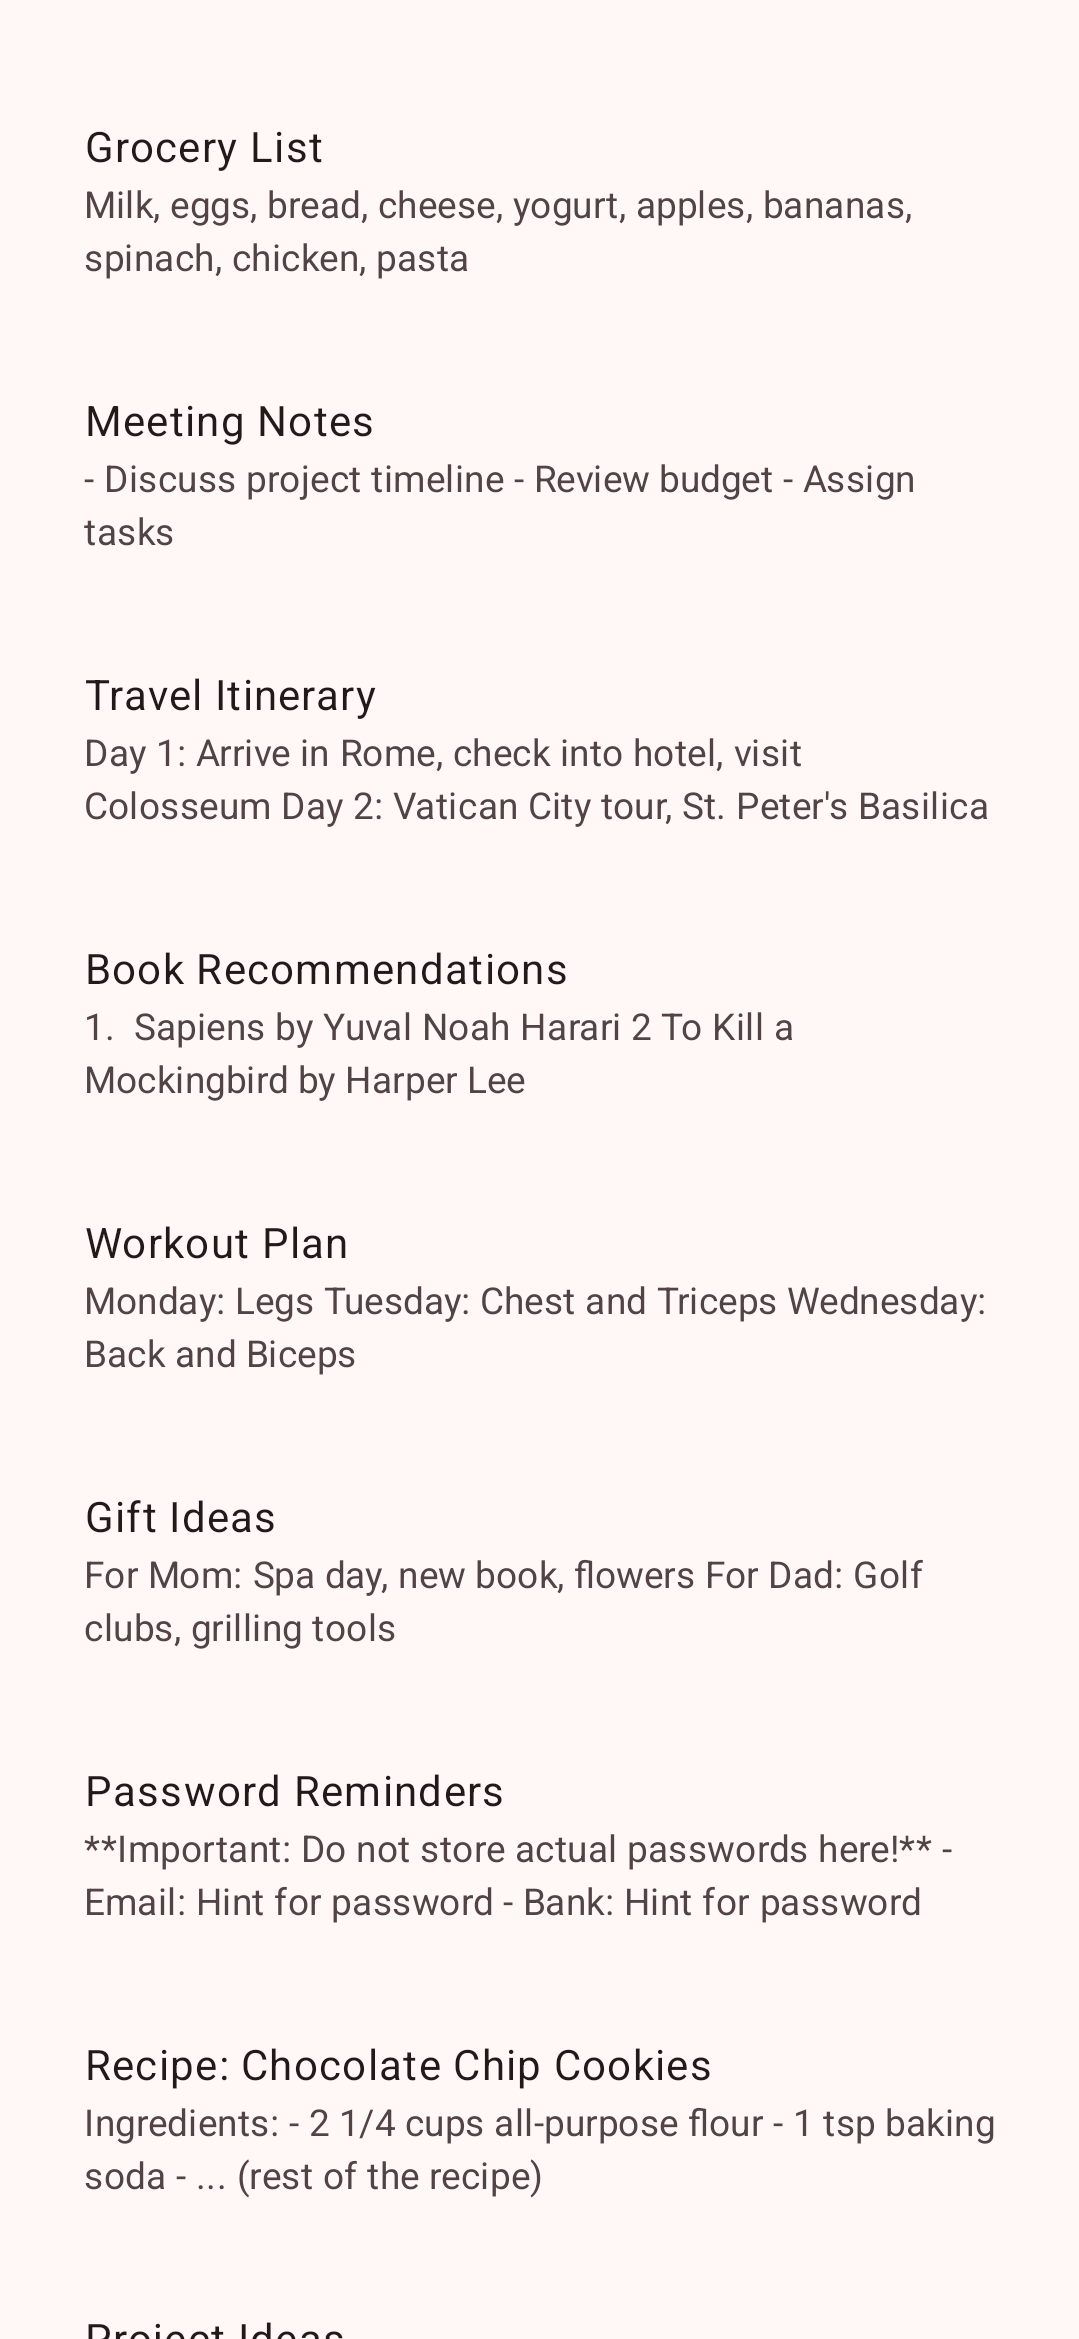 Grocery List
Milk, eggs, bread, cheese, yogurt, apples, bananas,
spinach, chicken, pasta
Meeting Notes
- Discuss project timeline - Review budget - Assign
tasks
Travel Itinerary
Day 1: Arrive in Rome, check into hotel, visit
Colosseum Day 2: Vatican City tour, St. Peter's Basilica
Book Recommendations
1.  Sapiens by Yuval Noah Harari 2 To Kill a
Mockingbird by Harper Lee
Workout Plan
Monday: Legs Tuesday: Chest and Triceps Wednesday:
Back and Biceps
Gift Ideas
For Mom: Spa day, new book, flowers For Dad: Golf
clubs, grilling tools
Password Reminders
**Important: Do not store actual passwords here!** -
Email: Hint for password - Bank: Hint for password
Recipe: Chocolate Chip Cookies
Ingredients: - 2 1/4 cups all-purpose flour - 1 tsp baking
soda - ... (rest of the recipe)
Project Ideas